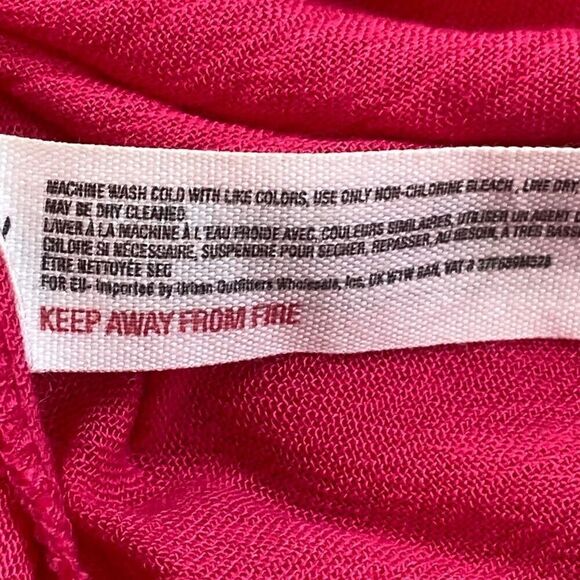 MACHINE WASH COLD WITH LIKE COLORS, USE ONLY NON-CHLORINE BLEACH, LINE DRY
MAY BE DRY CLEANED.
LAVER À LA MACHINE À L'EAU FROIDE AVEC COULEURS SIMILAIRES, UTILISER UN AGENT
CHLORE SI NÉCESSAIRE, SUSPENDRE POUR SÉCHER, REPASSER, AU BESOIN, À TRÈS BASSE
ÊTRE NETTOYÉE SEC
FOR EU- Imported by Urban Outfitters Wholesale, Inc. UK W1W VAT #
KEEP AWAY FROM FIRE